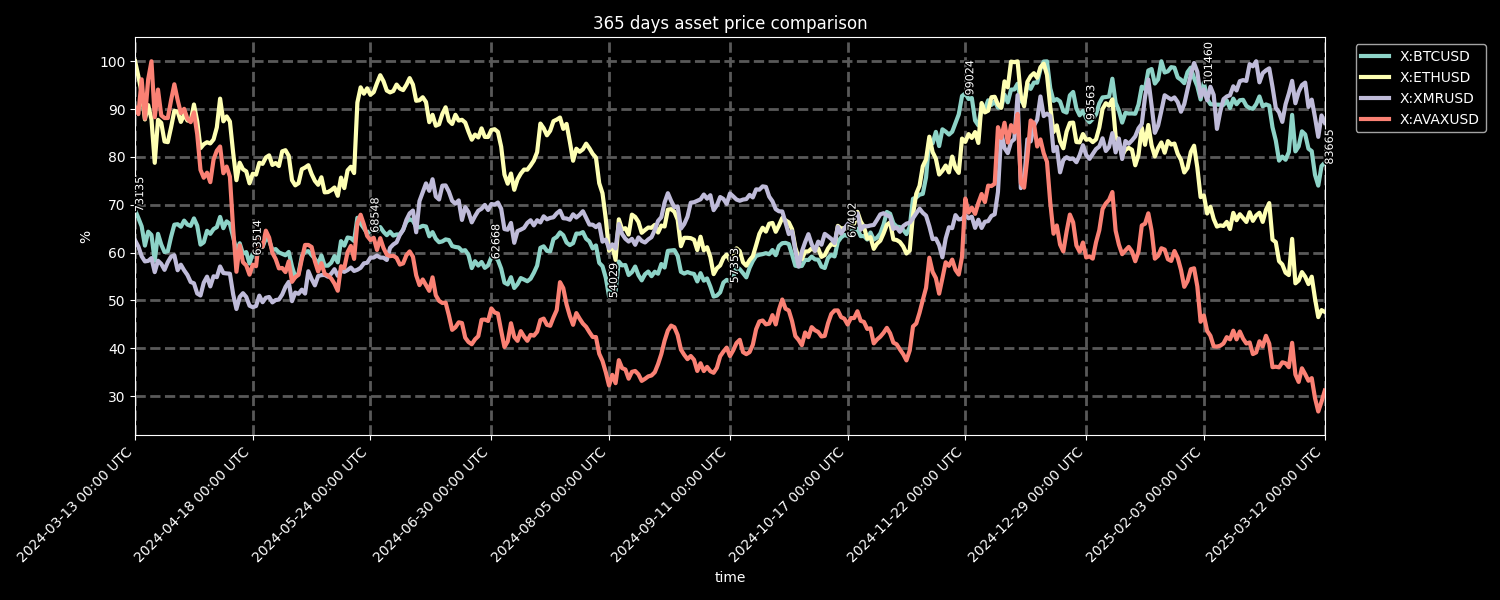 365 days asset price comparison
X:BTCUSD
X:ETHUSD
X:XMRUSD
X:AVAXUSD
%
100
90
80
70
60
50
40
30
73135
63514
68548
62668
54029
57353
67402
99024
93563
101460
83665
2024-03-13 00:00 UTC
2024-04-18 00:00 UTC
2024-05-24 00:00 UTC
2024-06-30 00:00 UTC
2024-08-05 00:00 UTC
2024-09-11 00:00 UTC
2024-10-17 00:00 UTC
2024-11-22 00:00 UTC
2024-12-29 00:00 UTC
2025-02-03 00:00 UTC
2025-03-12 00:00 UTC
time